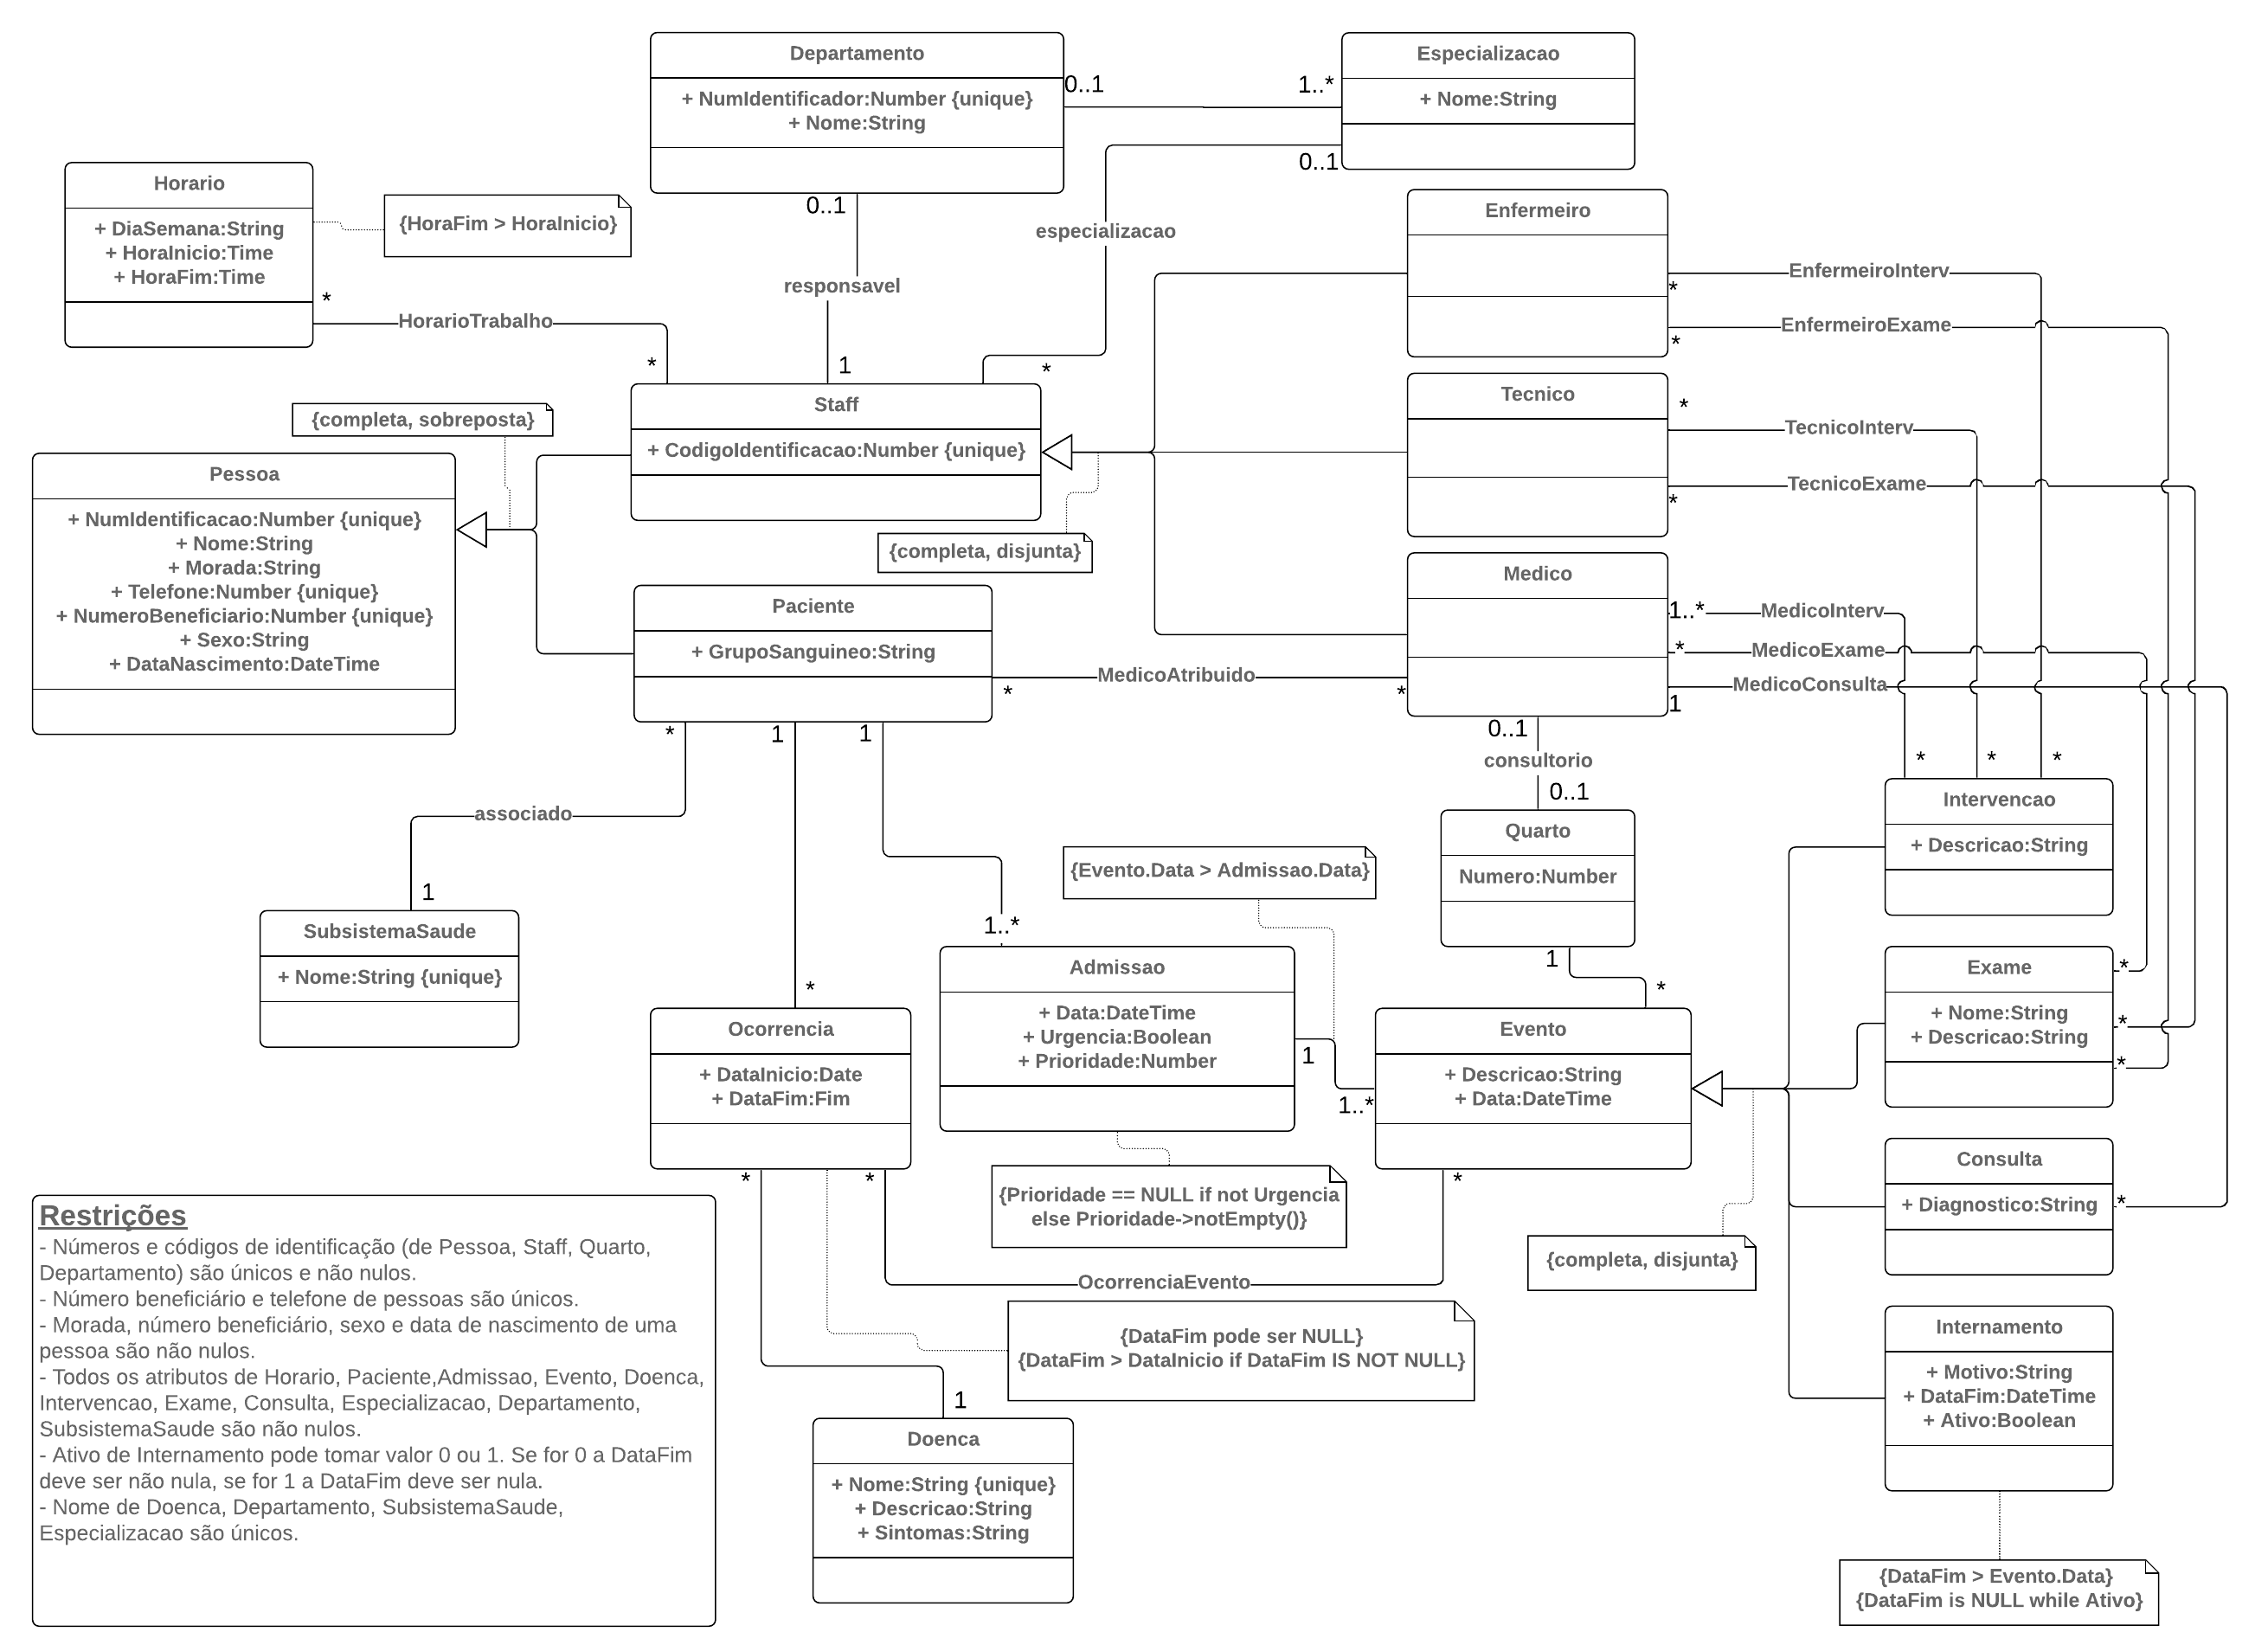 Departamento
+ NumIdentificador:Number {unique}
+ Nome:String
0..1
1..*
Especializacao
+ Nome:String
0..1
0..1
especializacao
responsavel
1
*
Horario
+ DiaSemana:String
+ HoraInicio:Time
+ HoraFim:Time
{HoraFim > HoraInicio}
*
HorarioTrabalho
*
Enfermeiro
EnfermeiroInterv
*
EnfermeiroExame
*
Staff
+ CodigoIdentificacao:Number {unique}
{completa, sobreposta}
{completa, disjunta}
Tecnico
*
TecnicoInterv
TecnicoExame
*
Pessoa
+ NumIdentificacao:Number {unique}
+ Nome:String
+ Morada:String
+ Telefone:Number {unique}
+ NumeroBeneficiario:Number {unique}
+ Sexo:String
+ DataNascimento:DateTime
Paciente
+ GrupoSanguineo:String
Medico
1..*
MedicoInterv
*
MedicoExame
MedicoConsulta
1
MedicoAtribuido
*
*
*
1
1
0..1
consultorio
0..1
*
*
*
associado
1
SubsistemaSaude
+ Nome:String {unique}
Quarto
Numero:Number
1
*
Intervencao
+ Descricao:String
{Evento.Data > Admissao.Data}
1..*
Admissao
+ Data:DateTime
+ Urgencia:Boolean
+ Prioridade:Number
1
1..*
*
Ocorrencia
+ DataInicio:Date
+ DataFim:Fim
*
*
Evento
+ Descricao:String
+ Data:DateTime
*
Exame
+ Nome:String
+ Descricao:String
*
*
*
{Prioridade == NULL if not Urgencia
else Prioridade->notEmpty()}
Consulta
+ Diagnostico:String
*
{completa, disjunta}
OcorrenciaEvento
{DataFim pode ser NULL}
{DataFim > DataInicio if DataFim IS NOT NULL}
Internamento
+ Motivo:String
+ DataFim:DateTime
+ Ativo:Boolean
1
Doenca
+ Nome:String {unique}
+ Descricao:String
+ Sintomas:String
{DataFim > Evento.Data}
{DataFim is NULL while Ativo}
Restrições
- Números e códigos de identificação (de Pessoa, Staff, Quarto,
Departamento) são únicos e não nulos.
- Número beneficiário e telefone de pessoas são únicos.
- Morada, número beneficiário, sexo e data de nascimento de uma
pessoa são não nulos.
- Todos os atributos de Horario, Paciente,Admissao, Evento, Doenca,
Intervencao, Exame, Consulta, Especializacao, Departamento,
SubsistemaSaude são não nulos.
- Ativo de Internamento pode tomar valor 0 ou 1. Se for 0 a DataFim
deve ser não nula, se for 1 a DataFim deve ser nula.
- Nome de Doenca, Departamento, SubsistemaSaude,
Especializacao são únicos.